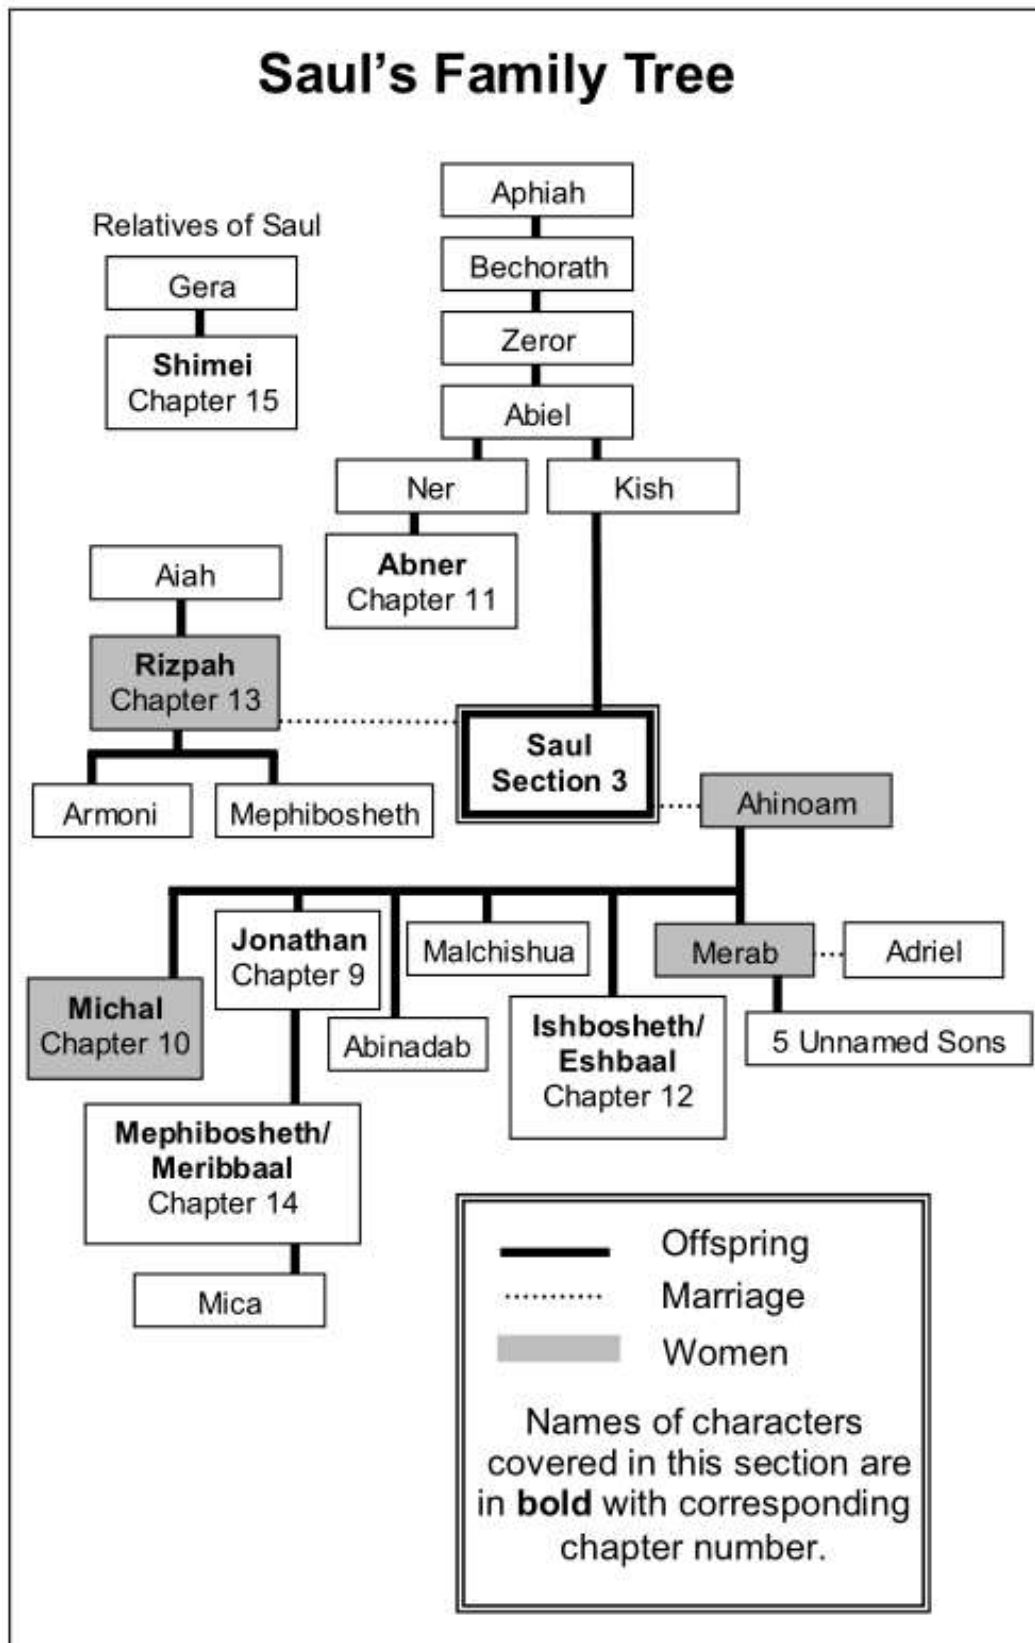 Saul's Family Tree
Aphiah
Relatives of Saul
Bechorath
Gera
Zeror
Shimei
Chapter 15
Abiel
Ner
Kish
Abner
Chapter 11
Aiah
Rizpah
Chapter 13
Saul
Section 3
Armoni
Mephibosheth
Ahinoam
Jonathan
Chapter 9
Malchishua
Merab
Adriel
Michal
Chapter 10
Abinadab
Ishbosheth/
Eshbaal
Chapter 12
5 Unnamed Sons
Mephibosheth/
Meribbaal
Chapter 14
Mica
Offspring
Marriage
Women
Names of characters
covered in this section are
in bold with corresponding
chapter number.